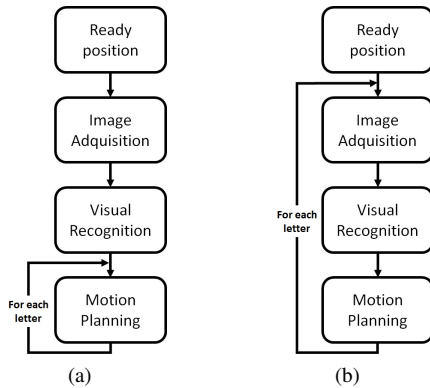 Ready
position
Image
Adquisition
Visual
Recognition
For each
letter
Motion
Planning
(a)
Ready
position
Image
Adquisition
For each
letter
Visual
Recognition
Motion
Planning
(b)